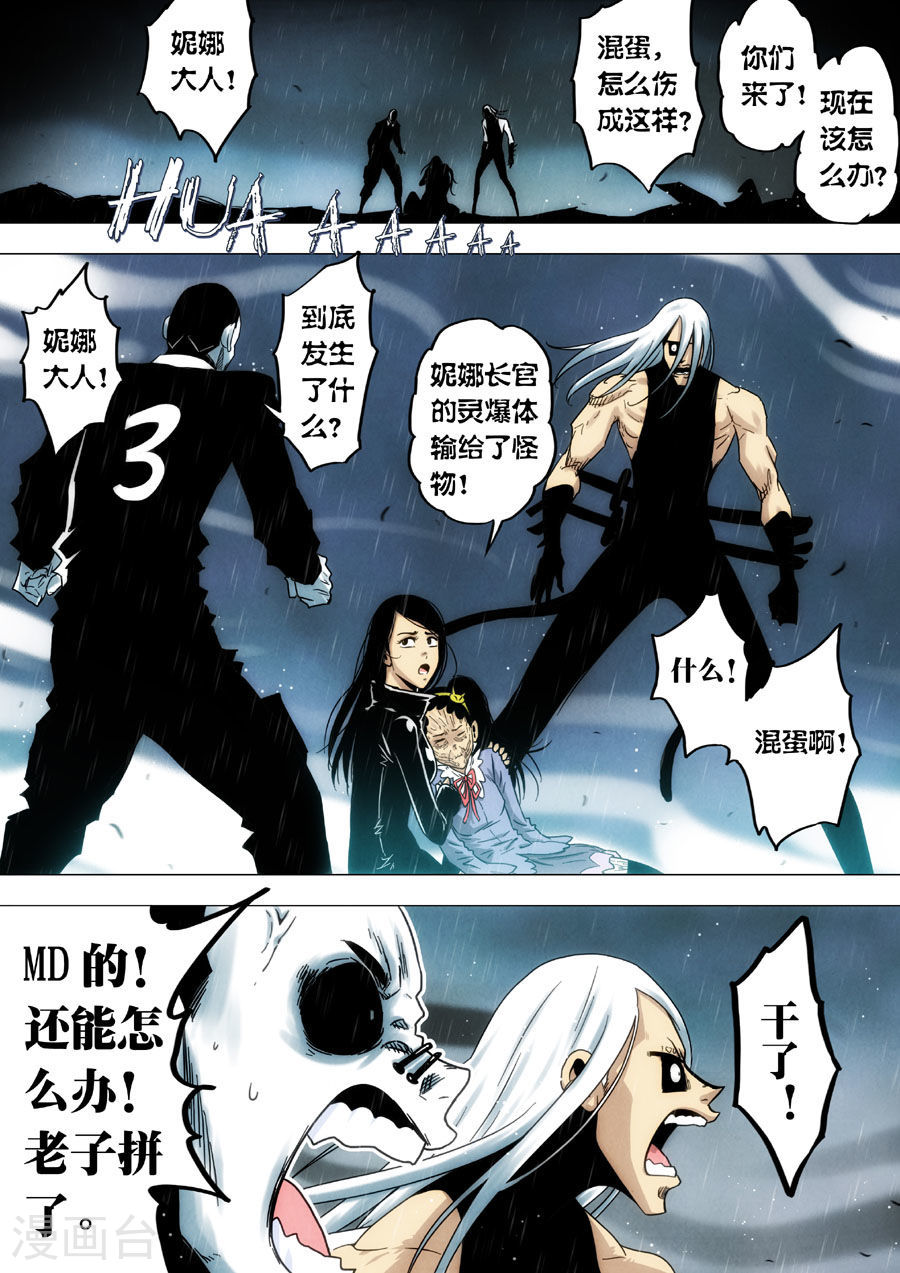 妮娜
大人！
混蛋，
怎么伤
成这样？
你们
来了！
现在
该怎
么办？
HUA A A A A A
妮娜
大人！
3
到底
发生
了什
么？
妮娜长官
的灵爆体
输给了怪
物！
什么！
混蛋啊！
MD的！
还能怎
么办！
老子拼
了。
干了！
漫画台